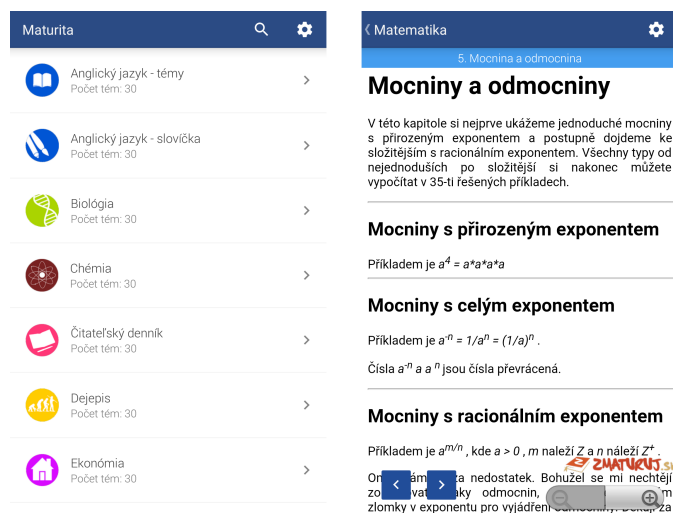 Maturita
Anglický jazyk - témy
Počet tém: 30
Anglický jazyk - slovíčka
Počet tém: 30
Biológia
Počet tém: 30
Chémia
Počet tém: 30
Čitateľský denník
Počet tém: 30
Dejepis
Počet tém: 30
Ekonómia
Počet tém: 30
Matematika
5. Mocnina a odmocnina
Mocniny a odmocniny
V této kapitole si nejprve ukážeme jednoduché mocniny
s přirozeným exponentem a postupně dojdeme ke
složitějším s racionálním exponentem. Všechny typy od
nejednoduších po složitější si nakonec můžete
vypočítat v 35-ti řešených příkladech.
Mocniny s přirozeným exponentem
Příkladem je a⁴ = a*a*a*a
Mocniny s celým exponentem
Příkladem je a⁻ⁿ = 1/aⁿ = (1/a)ⁿ .
Čísla a⁻ⁿ a a ⁿ jsou čísla převrácená.
Mocniny s racionálním exponentem
Příkladem je a^m/n , kde a > 0 , m naleží Z a n náleží Z⁺ .
ZMATURUJ.s
za nedostatek. Bohužel se mi nechtějí
odmocnin,
zlomky v exponentu pro vyjádření odmocniny.
za